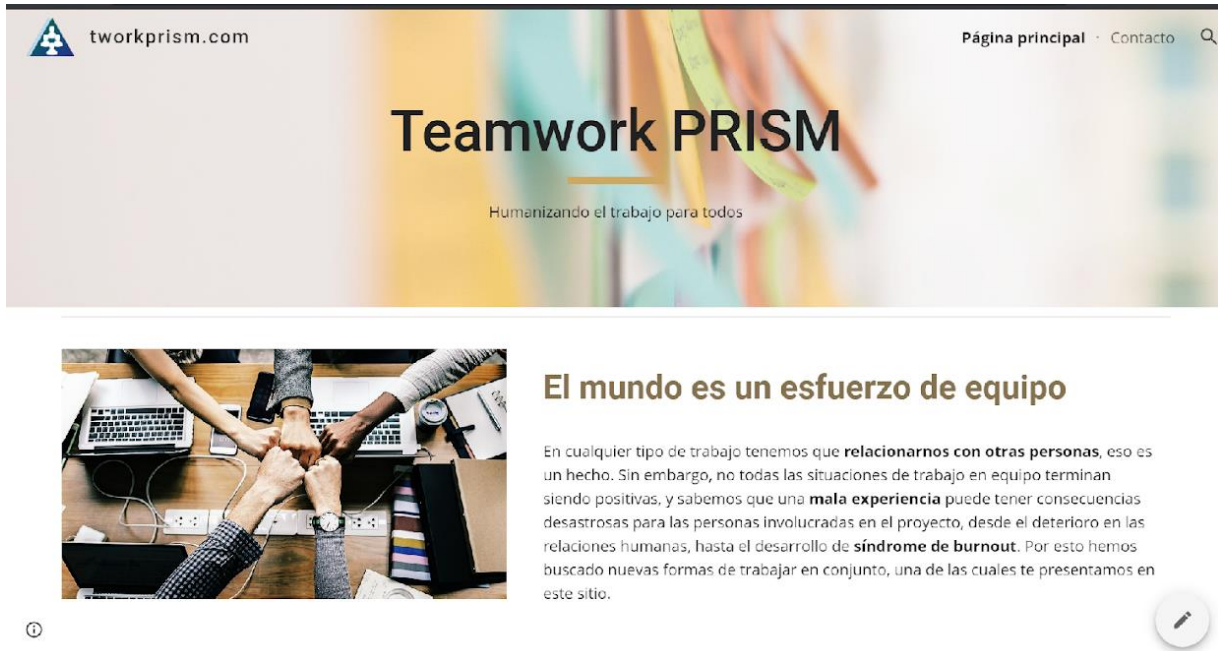 tworkprism.com
Página principal · Contacto
Teamwork PRISM
Humanizando el trabajo para todos
El mundo es un esfuerzo de equipo
En cualquier tipo de trabajo tenemos que relacionarnos con otras personas, eso es
un hecho. Sin embargo, no todas las situaciones de trabajo en equipo terminan
siendo positivas, y sabemos que una mala experiencia puede tener consecuencias
desastrosas para las personas involucradas en el proyecto, desde el deterioro en las
relaciones humanas, hasta el desarrollo de síndrome de burnout. Por esto hemos
buscado nuevas formas de trabajar en conjunto, una de las cuales te presentamos en
este sitio.